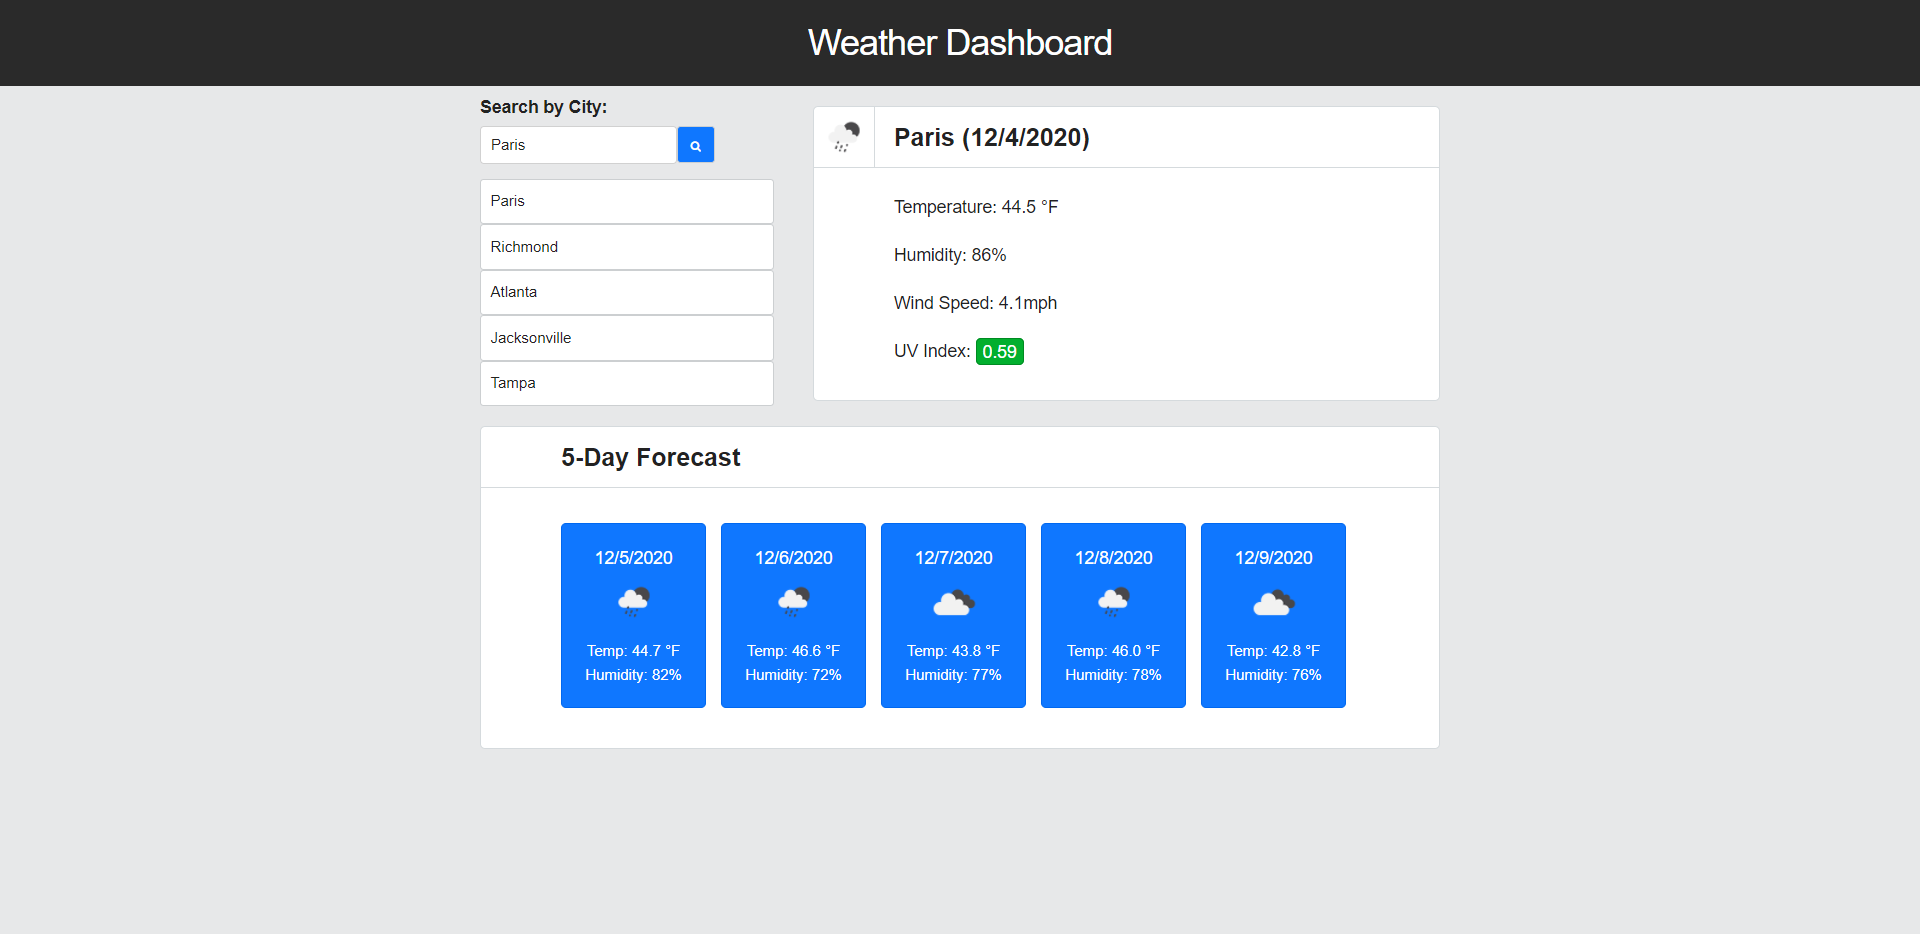 Weather Dashboard
Search by City:
Paris
Paris
Richmond
Atlanta
Jacksonville
Tampa
Paris (12/4/2020)
Temperature: 44.5 °F
Humidity: 86%
Wind Speed: 4.1mph
UV Index: 0.59
5-Day Forecast
12/5/2020
Temp: 44.7 °F
Humidity: 82%
12/6/2020
Temp: 46.6 °F
Humidity: 72%
12/7/2020
Temp: 43.8 °F
Humidity: 77%
12/8/2020
Temp: 46.0 °F
Humidity: 78%
12/9/2020
Temp: 42.8 °F
Humidity: 76%